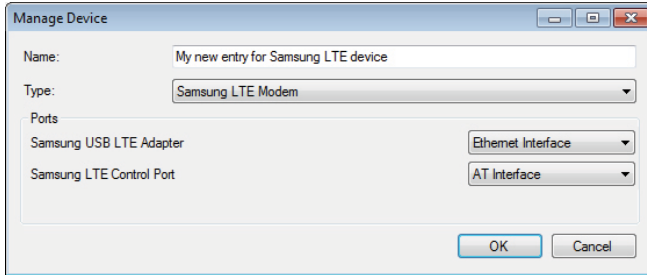 Manage Device
Name: My new entry for Samsung LTE device
Type: Samsung LTE Modem
Ports
Samsung USB LTE Adapter Ethernet Interface
Samsung LTE Control Port AT Interface
OK Cancel